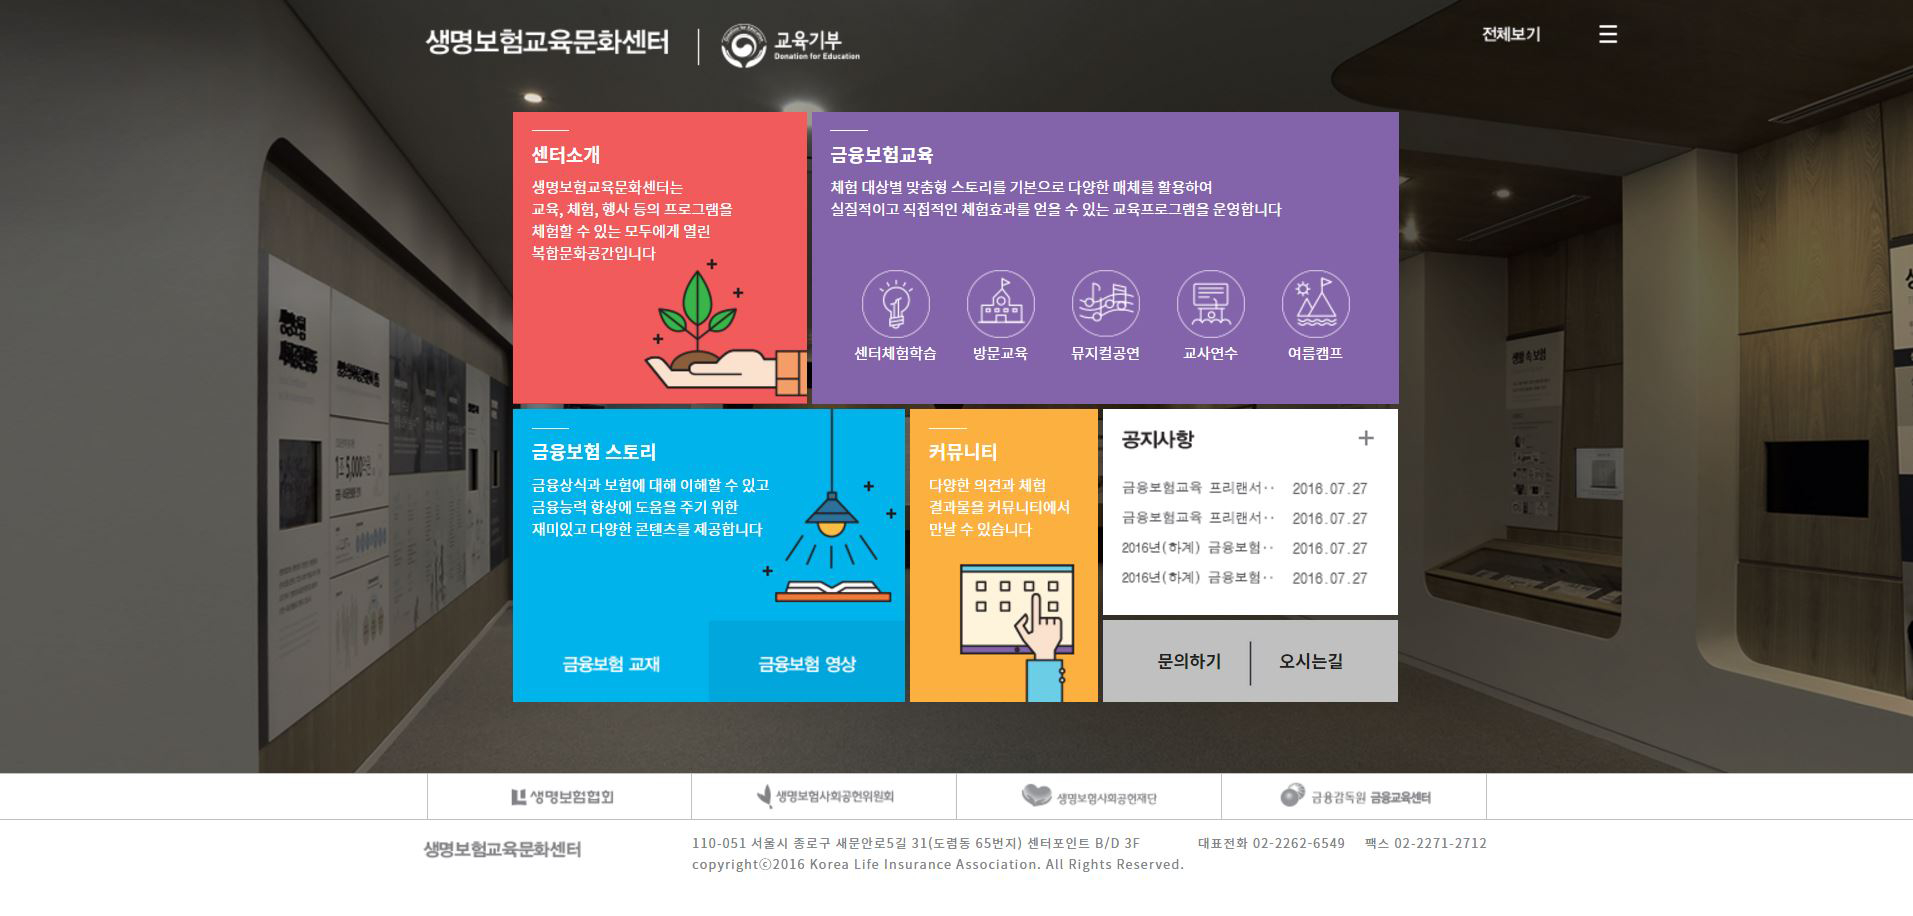 생명보험교육문화센터
교육기부
Donation for Education
전체보기
센터소개
생명보험교육문화센터는
교육, 체험, 행사 등의 프로그램을
체험할 수 있는 모두에게 열린
복합문화공간입니다
금융보험교육
체험 대상별 맞춤형 스토리를 기본으로 다양한 매체를 활용하여
실질적이고 직접적인 체험효과를 얻을 수 있는 교육프로그램을 운영합니다
센터체험학습
방문교육
뮤지컬공연
교사연수
여름캠프
금융보험 스토리
금융상식과 보험에 대해 이해할 수 있고
금융능력 향상에 도움을 주기 위한
재미있고 다양한 콘텐츠를 제공합니다
금융보험 교재
금융보험 영상
커뮤니티
다양한 의견과 체험
결과물을 커뮤니티에서
만날 수 있습니다
공지사항
금융보험교육 프리랜서·· 2016.07.27
금융보험교육 프리랜서·· 2016.07.27
2016년(하계) 금융보험·· 2016.07.27
2016년(하계) 금융보험·· 2016.07.27
문의하기
오시는길
생활 속 보험
생명보험협회
생명보험사회공헌위원회
생명보험사회공헌재단
금융감독원 금융교육센터
생명보험교육문화센터
110-051 서울시 종로구 새문안로5길 31(도렴동 65번지) 센터포인트 B/D 3F 대표전화 02-2262-6549 팩스 02-2271-2712
copyrightⓒ2016 Korea Life Insurance Association. All Rights Reserved.